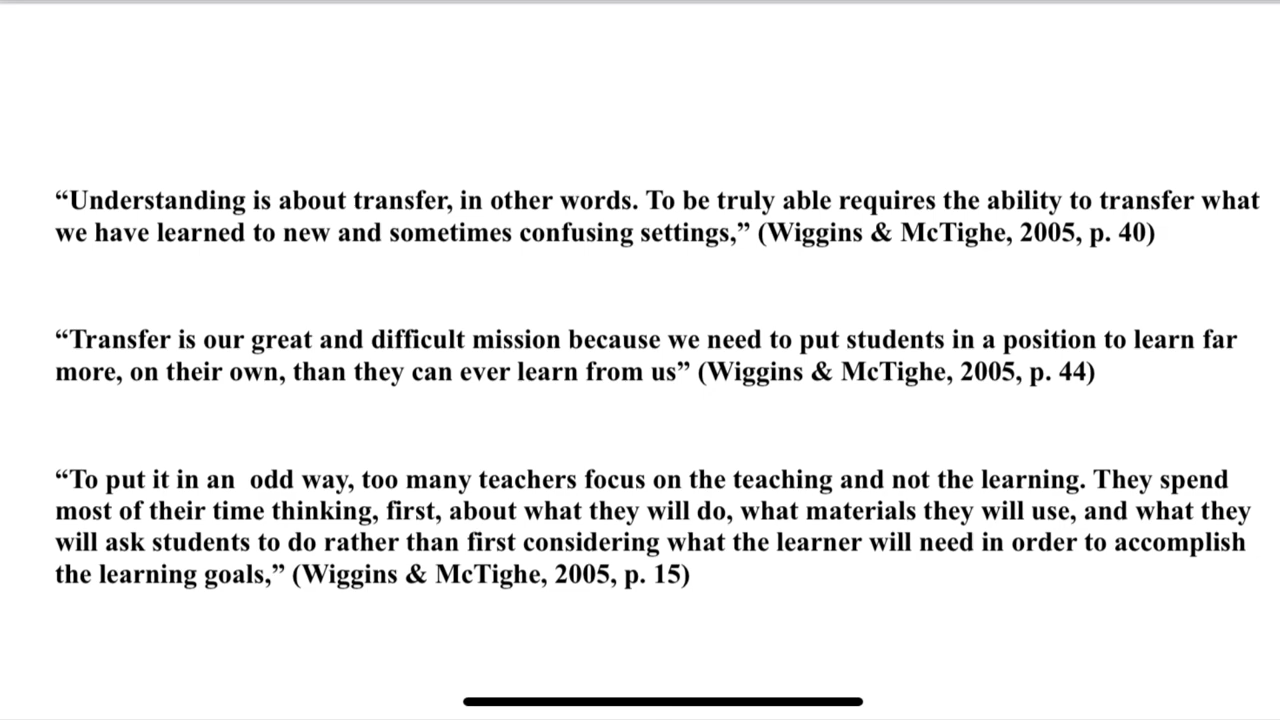 “Understanding is about transfer, in other words. To be truly able requires the ability to transfer what
we have learned to new and sometimes confusing settings,” (Wiggins & McTighe, 2005, p. 40)
“Transfer is our great and difficult mission because we need to put students in a position to learn far
more, on their own, than they can ever learn from us” (Wiggins & McTighe, 2005, p. 44)
“To put it in an  odd way, too many teachers focus on the teaching and not the learning. They spend
most of their time thinking, first, about what they will do, what materials they will use, and what they
will ask students to do rather than first considering what the learner will need in order to accomplish
the learning goals,” (Wiggins & McTighe, 2005, p. 15)